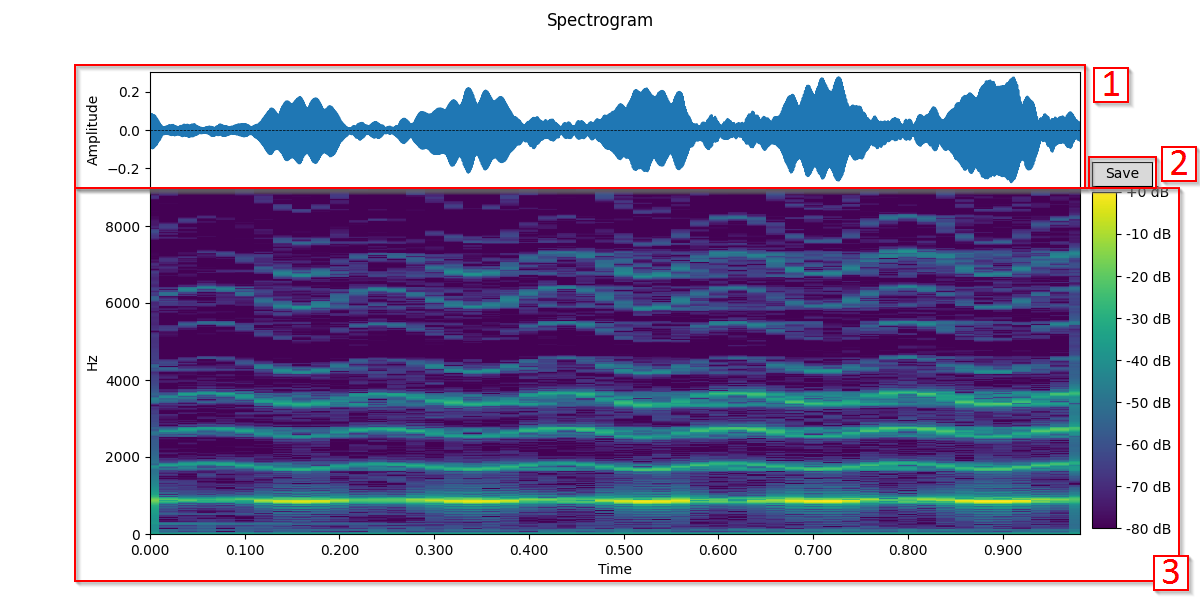 Spectrogram
1
0.2
0.0
−0.2
Amplitude
2
Save
+0 dB
-10 dB
-20 dB
-30 dB
-40 dB
-50 dB
-60 dB
-70 dB
-80 dB
8000
6000
4000
2000
0
Hz
0.000 0.100 0.200 0.300 0.400 0.500 0.600 0.700 0.800 0.900
Time
3